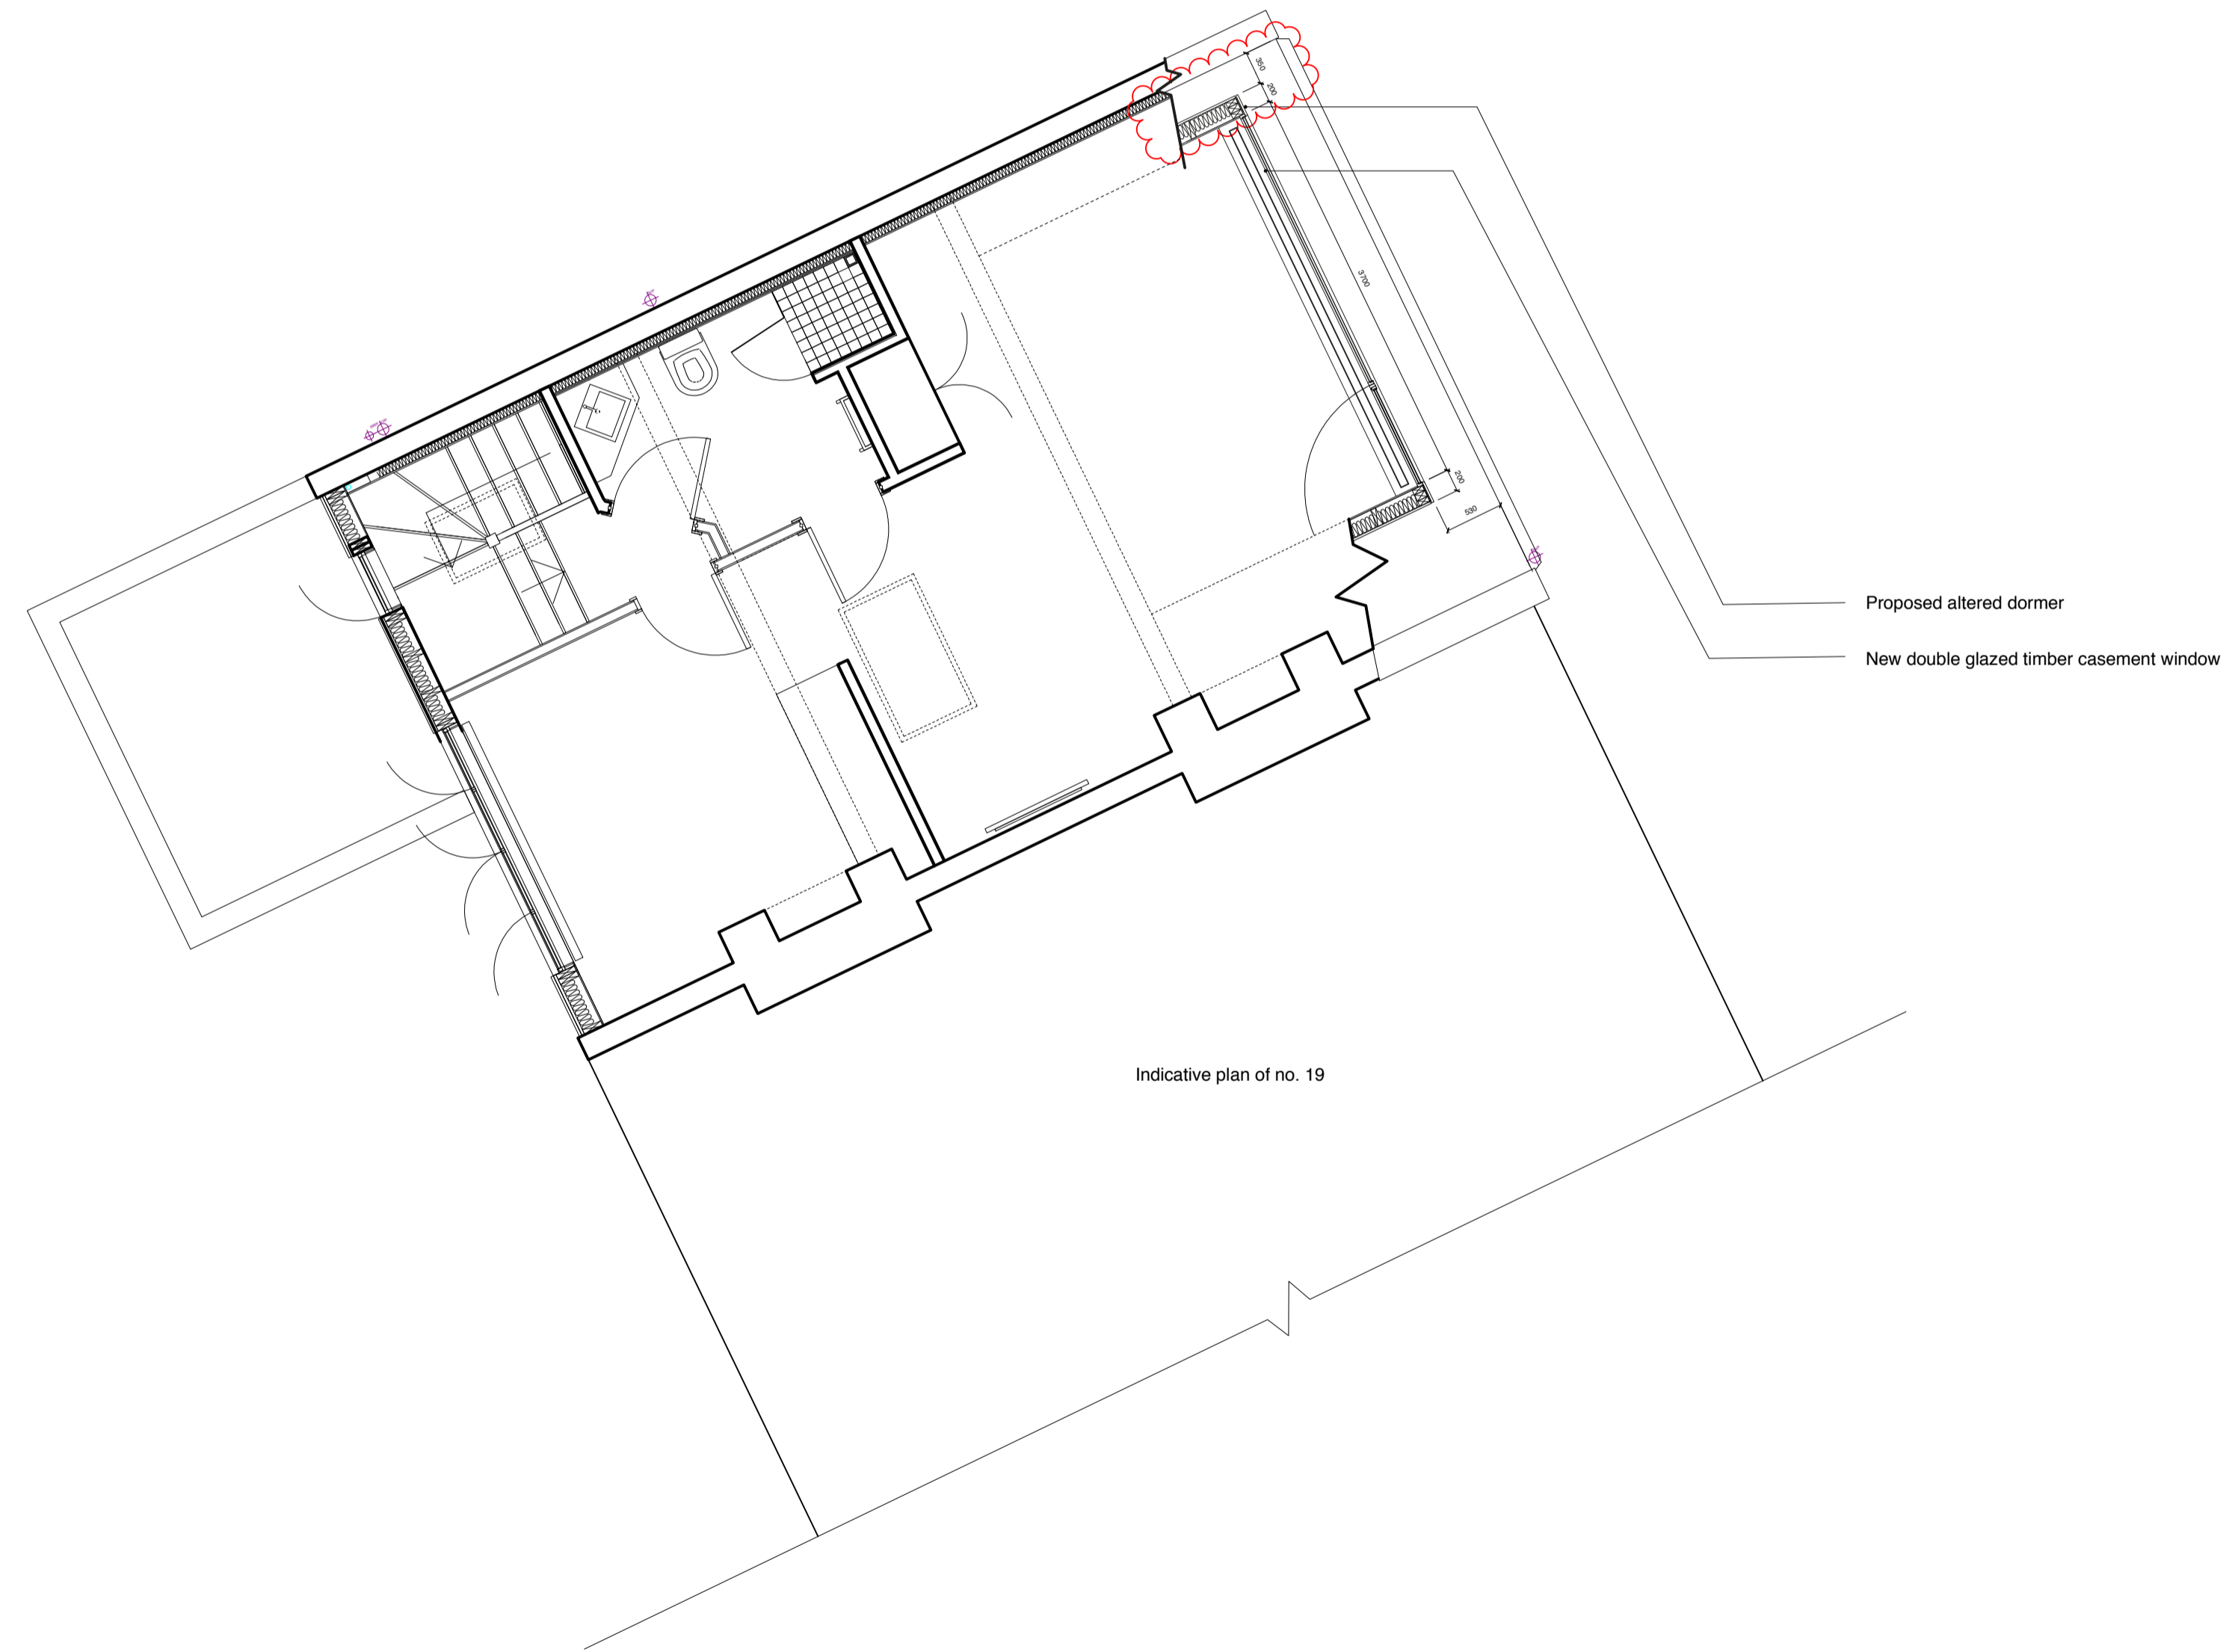 350
200
3700
200
530
Proposed altered dormer
New double glazed timber casement window
Indicative plan of no. 19